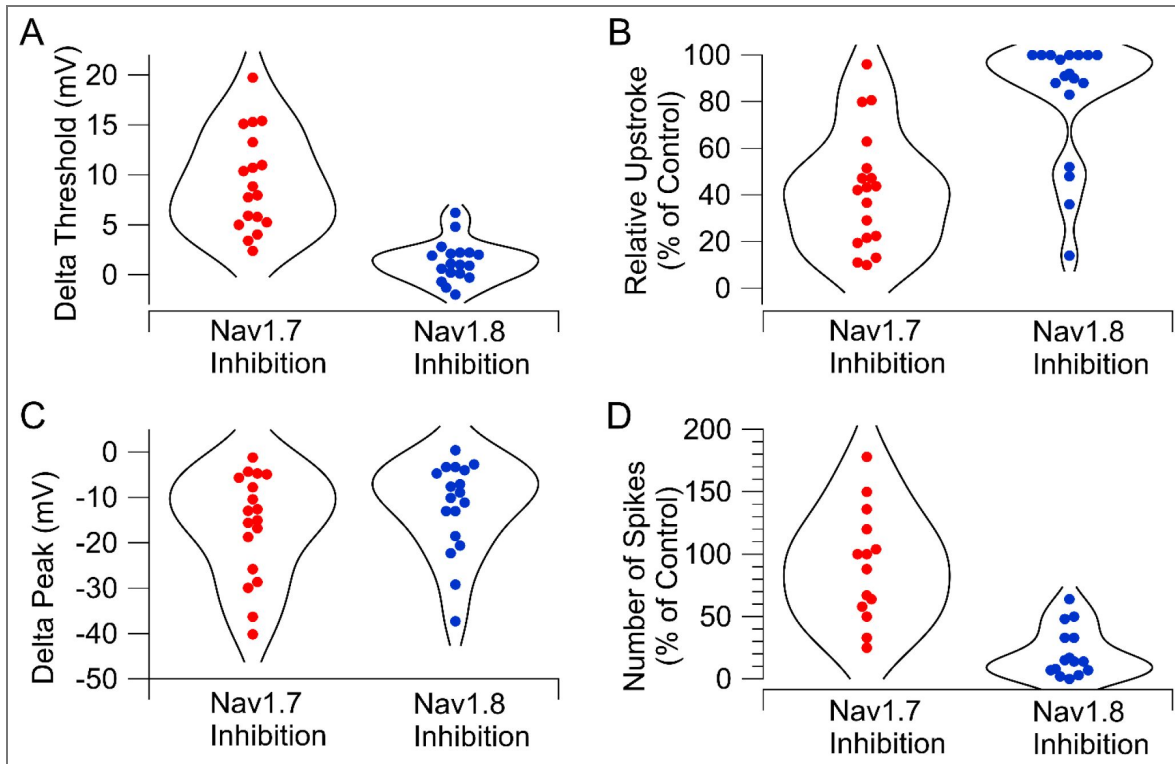 A
Delta Threshold (mV)
20
15
10
5
0
Nav1.7
Inhibition
Nav1.8
Inhibition
B
Relative Upstroke
(% of Control)
100
80
60
40
20
0
Nav1.7
Inhibition
Nav1.8
Inhibition
C
Delta Peak (mV)
0
-10
-20
-30
-40
-50
Nav1.7
Inhibition
Nav1.8
Inhibition
D
Number of Spikes
(% of Control)
200
150
100
50
0
Nav1.7
Inhibition
Nav1.8
Inhibition